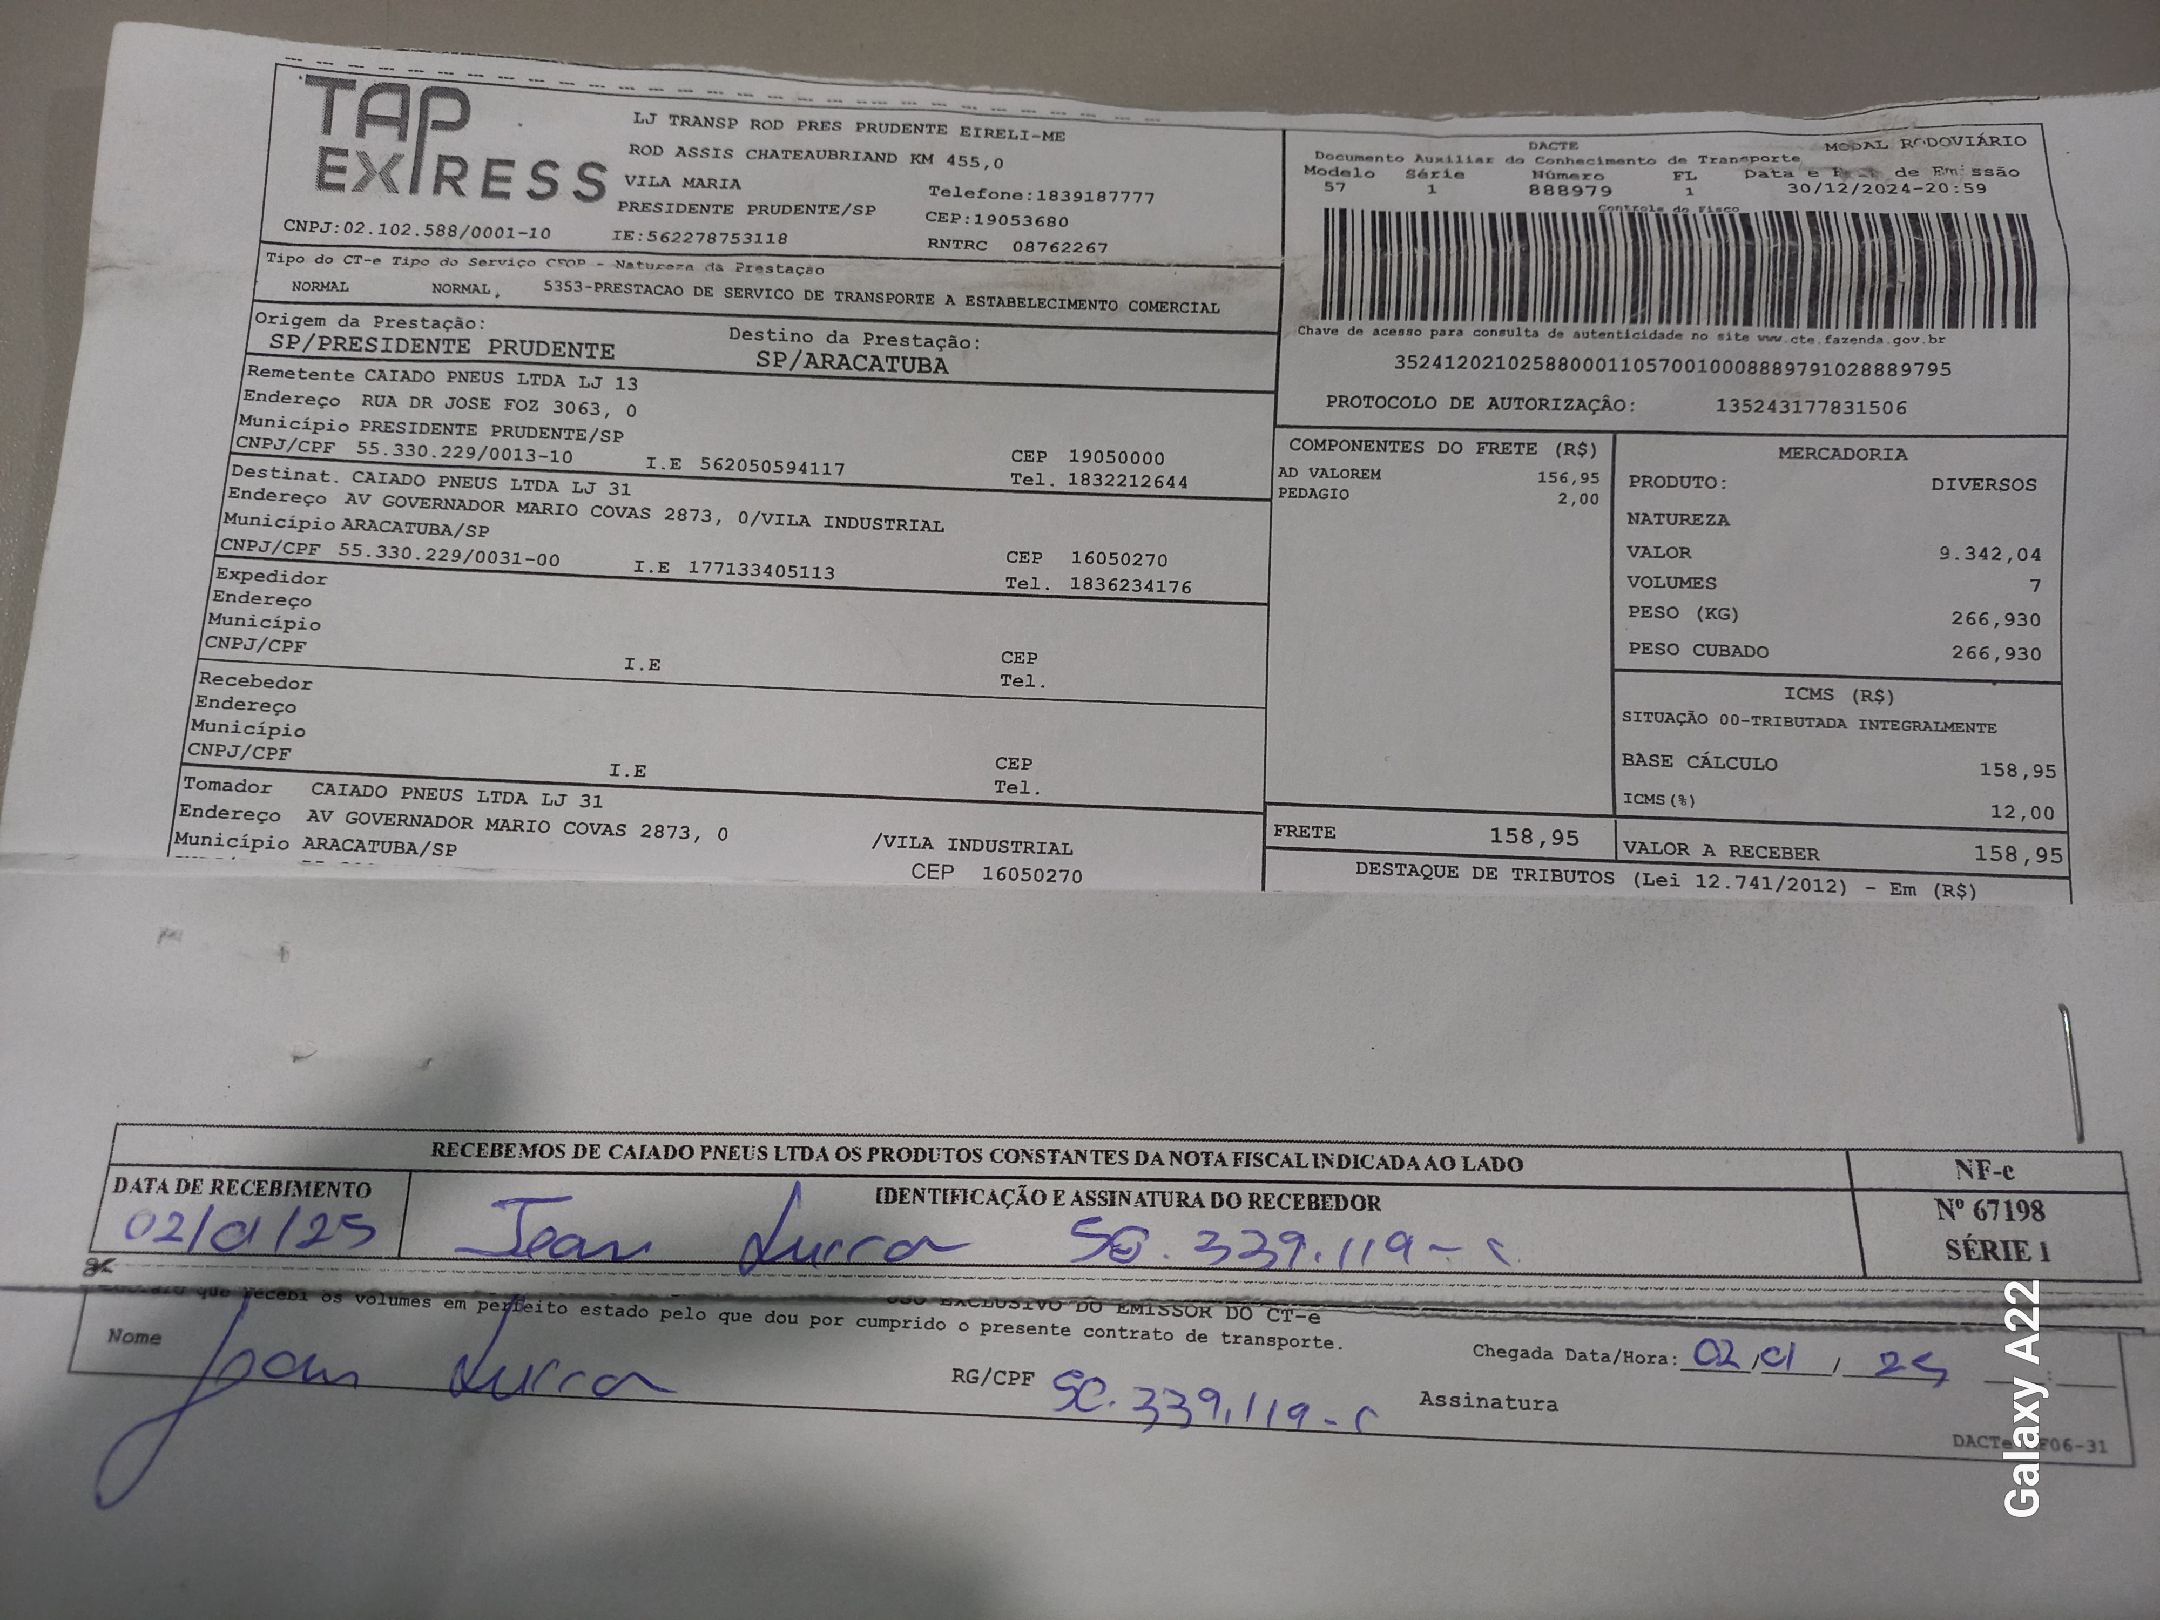 TAP EXPRESS
LJ TRANSP ROD PRES PRUDENTE EIRELI-ME
ROD ASSIS CHATEAUBRIAND KM 455,0
VILA MARIA Telefone:1839187777
PRESIDENTE PRUDENTE/SP CEP:19053680
CNPJ:02.102.588/0001-10 IE:562278753118 RNTRC 08762267
Tipo do CT-e Tipo do Serviço CFOP - Natureza da Prestação
NORMAL NORMAL, 5353-PRESTACAO DE SERVICO DE TRANSPORTE A ESTABELECIMENTO COMERCIAL
Origem da Prestação: Destino da Prestação:
SP/PRESIDENTE PRUDENTE SP/ARACATUBA
Remetente CAIADO PNEUS LTDA LJ 13
Endereço RUA DR JOSE FOZ 3063, 0
Município PRESIDENTE PRUDENTE/SP CEP 19050000
CNPJ/CPF 55.330.229/0013-10 I.E 562050594117 Tel. 1832212644
Destinat. CAIADO PNEUS LTDA LJ 31
Endereço AV GOVERNADOR MARIO COVAS 2873, 0/VILA INDUSTRIAL
Município ARACATUBA/SP CEP 16050270
CNPJ/CPF 55.330.229/0031-00 I.E 177133405113 Tel. 1836234176
Expedidor
Endereço
Município CEP
CNPJ/CPF I.E Tel.
Recebedor
Endereço
Município CEP
CNPJ/CPF I.E Tel.
Tomador CAIADO PNEUS LTDA LJ 31
Endereço AV GOVERNADOR MARIO COVAS 2873, 0 /VILA INDUSTRIAL
Município ARACATUBA/SP CEP 16050270
DACTE MODAL RODOVIÁRIO
Documento Auxiliar do Conhecimento de Transporte
Modelo Série Número FL Data e de Emissão
57 1 888979 1 30/12/2024-20:59
Controle do Fisco
Chave de acesso para consulta de autenticidade no site www.cte.fazenda.gov.br
35241202102588000110570010008889791028889795
PROTOCOLO DE AUTORIZAÇÃO: 135243177831506
COMPONENTES DO FRETE (R$)
AD VALOREM 156,95
PEDAGIO 2,00
MERCADORIA
PRODUTO: DIVERSOS
NATUREZA
VALOR 9.342,04
VOLUMES 7
PESO (KG) 266,930
PESO CUBADO 266,930
ICMS (R$)
SITUAÇÃO 00-TRIBUTADA INTEGRALMENTE
BASE CÁLCULO 158,95
ICMS(%) 12,00
FRETE 158,95 VALOR A RECEBER 158,95
DESTAQUE DE TRIBUTOS (Lei 12.741/2012) - Em (R$)
RECEBEMOS DE CAIADO PNEUS LTDA OS PRODUTOS CONSTANTES DA NOTA FISCAL INDICADA AO LADO
NF-e
Nº 67198
SÉRIE 1
DATA DE RECEBIMENTO IDENTIFICAÇÃO E ASSINATURA DO RECEBEDOR
02/01/25 Jean
USO EXCLUSIVO DO EMISSOR DO CT-e
que recebi os volumes em perfeito estado pelo que dou por cumprido o presente contrato de transporte.
Nome Jean RG/CPF Chegada Data/Hora: 02/01/25
Assinatura
Galaxy A22